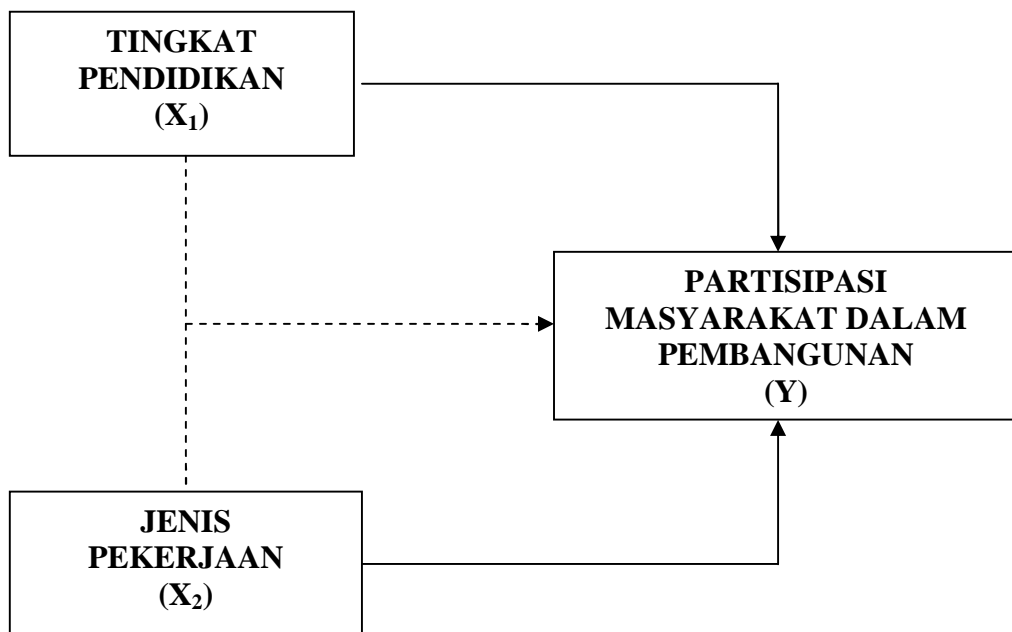 TINGKAT
PENDIDIKAN
(X₁)
PARTISIPASI
MASYARAKAT DALAM
PEMBANGUNAN
(Y)
JENIS
PEKERJAAN
(X₂)